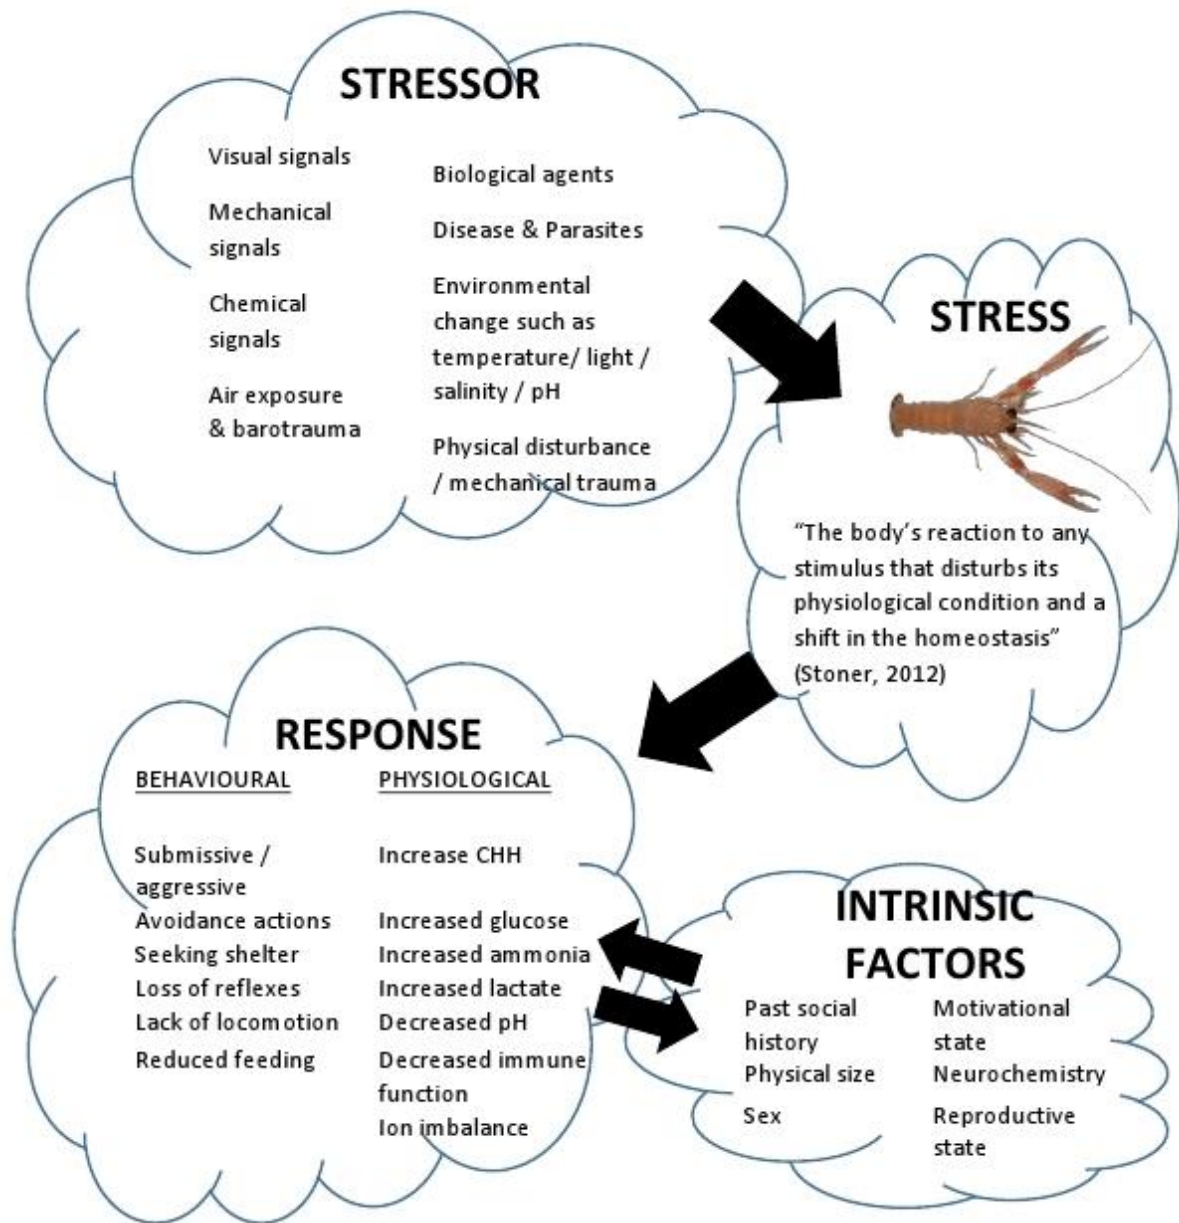 STRESSOR
Visual signals
Mechanical
signals
Chemical
signals
Air exposure
& barotrauma
Biological agents
Disease & Parasites
Environmental
change such as
temperature/ light /
salinity / pH
Physical disturbance
/ mechanical trauma
STRESS
“The body’s reaction to any
stimulus that disturbs its
physiological condition and a
shift in the homeostasis”
(Stoner, 2012)
RESPONSE
BEHAVIOURAL
Submissive /
aggressive
Avoidance actions
Seeking shelter
Loss of reflexes
Lack of locomotion
Reduced feeding
PHYSIOLOGICAL
Increase CHH
Increased glucose
Increased ammonia
Increased lactate
Decreased pH
Decreased immune
function
Ion imbalance
INTRINSIC
FACTORS
Past social
history
Physical size
Sex
Motivational
state
Neurochemistry
Reproductive
state